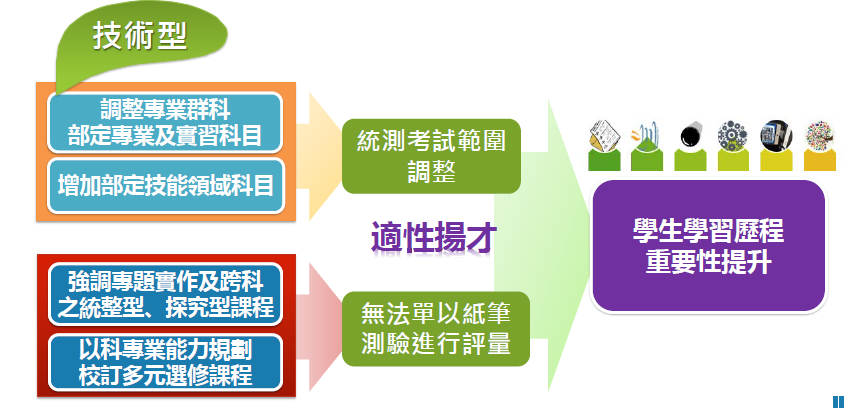 技術型
調整專業群科
部定專業及實習科目
增加部定技能領域科目
統測考試範圍
調整
適性揚才
強調專題實作及跨科
之統整型、探究型課程
以科專業能力規劃
校訂多元選修課程
無法單以紙筆
測驗進行評量
學生學習歷程
重要性提升